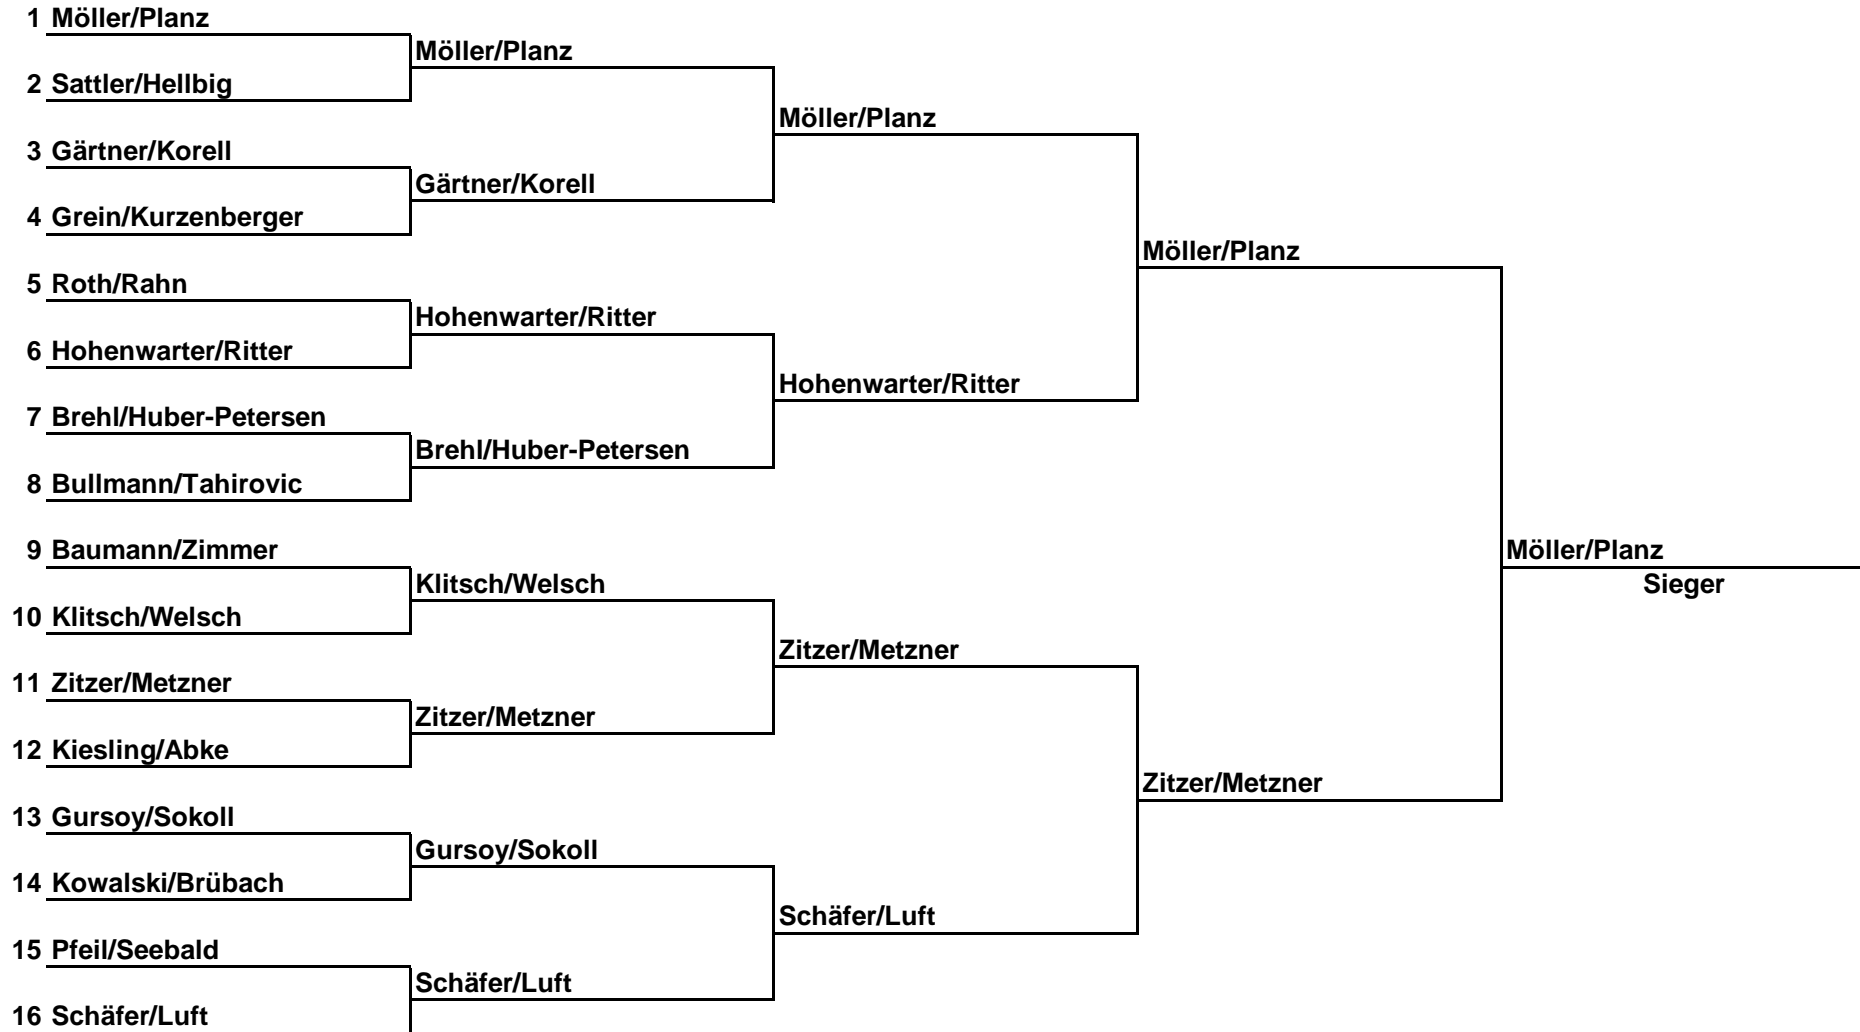 1 Möller/Planz
Möller/Planz
2 Sattler/Hellbig
Möller/Planz
3 Gärtner/Korell
Gärtner/Korell
4 Grein/Kurzenberger
Möller/Planz
5 Roth/Rahn
Hohenwarter/Ritter
6 Hohenwarter/Ritter
Hohenwarter/Ritter
7 Brehl/Huber-Petersen
Brehl/Huber-Petersen
8 Bullmann/Tahirovic
9 Baumann/Zimmer
Möller/Planz
Klitsch/Welsch
Sieger
10 Klitsch/Welsch
Zitzer/Metzner
11 Zitzer/Metzner
Zitzer/Metzner
12 Kiesling/Abke
Zitzer/Metzner
13 Gursoy/Sokoll
Gursoy/Sokoll
14 Kowalski/Brübach
Schäfer/Luft
15 Pfeil/Seebald
Schäfer/Luft
16 Schäfer/Luft